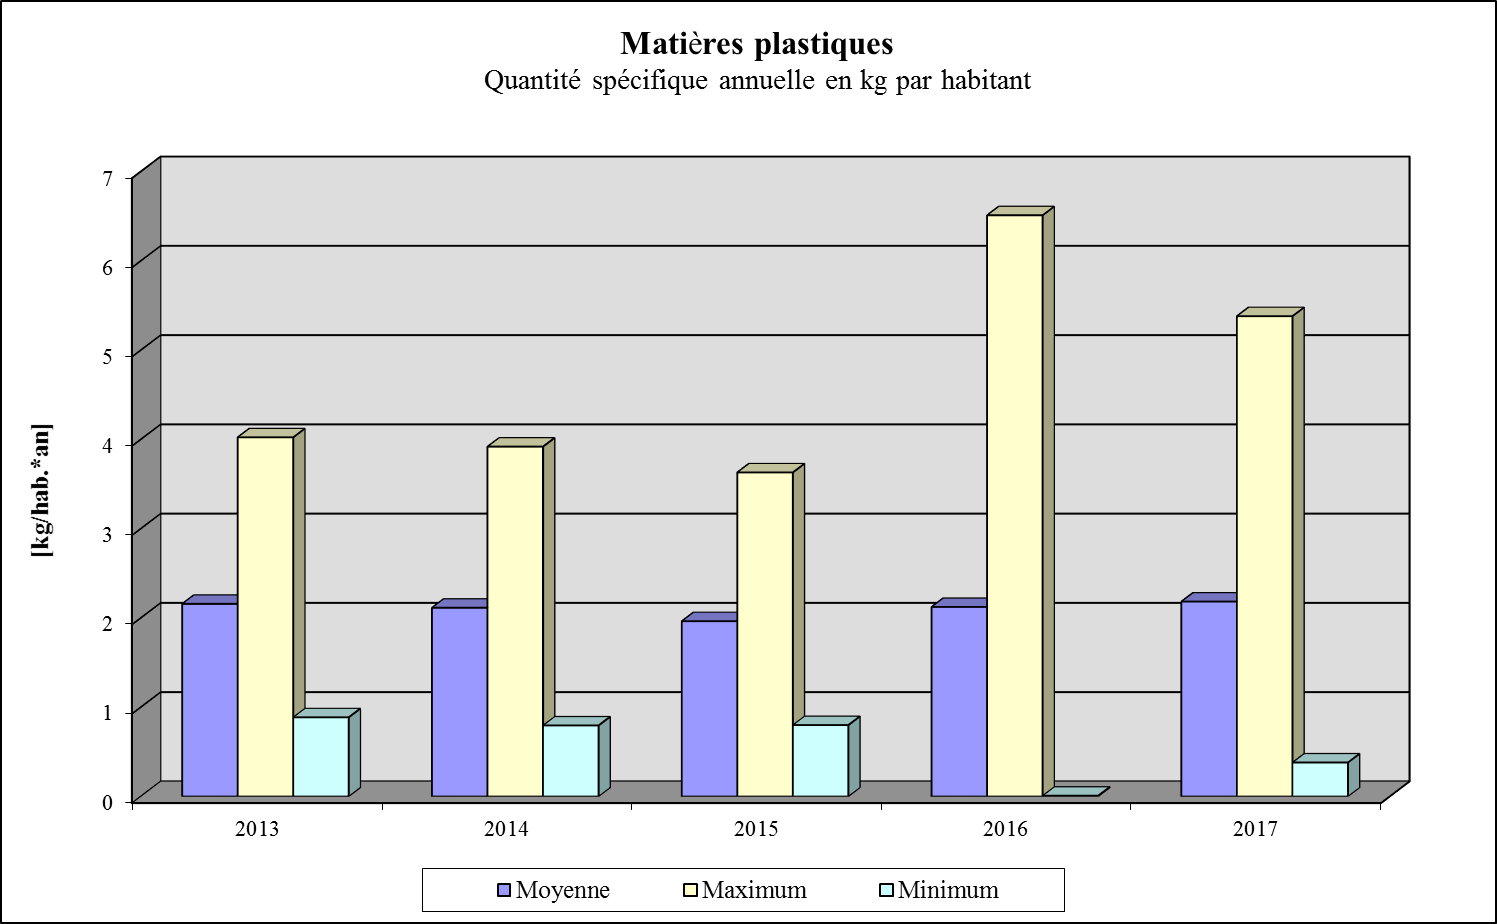 Matières plastiques
Quantité spécifique annuelle en kg par habitant
7
6
5
4
3
2
1
0
[kg/hab.*an]
2013 2014 2015 2016 2017
Moyenne Maximum Minimum